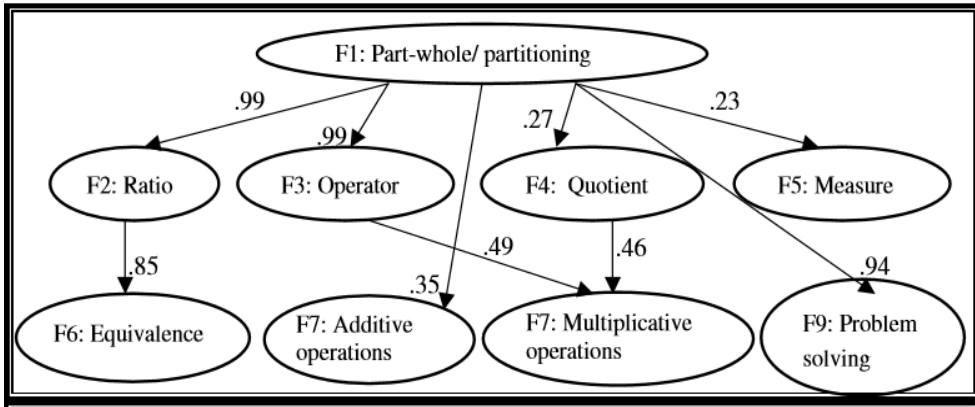 F1: Part-whole/ partitioning
.99
.99
.27
.23
F2: Ratio
F3: Operator
F4: Quotient
F5: Measure
.85
.35
.49
.46
.94
F6: Equivalence
F7: Additive
operations
F7: Multiplicative
operations
F9: Problem
solving